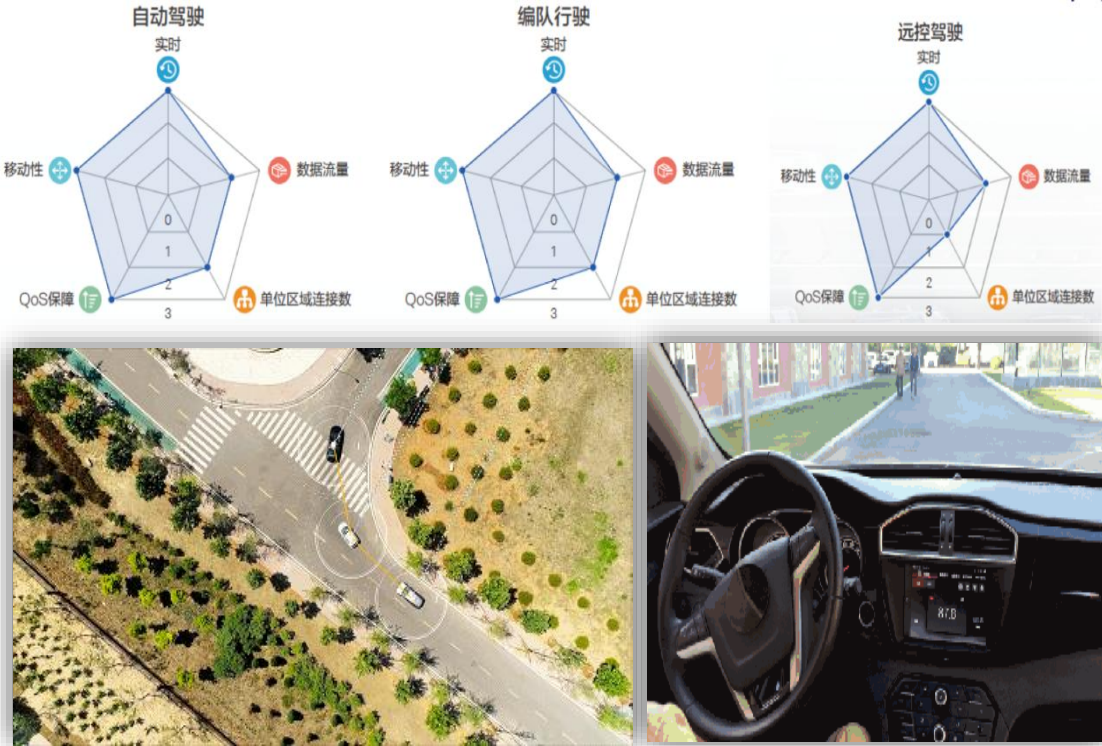 自动驾驶
实时
移动性
数据流量
0
1
2
3
QoS保障
单位区域连接数
编队行驶
实时
移动性
数据流量
0
1
2
3
QoS保障
单位区域连接数
远控驾驶
实时
移动性
数据流量
0
1
2
3
QoS保障
单位区域连接数
87.8